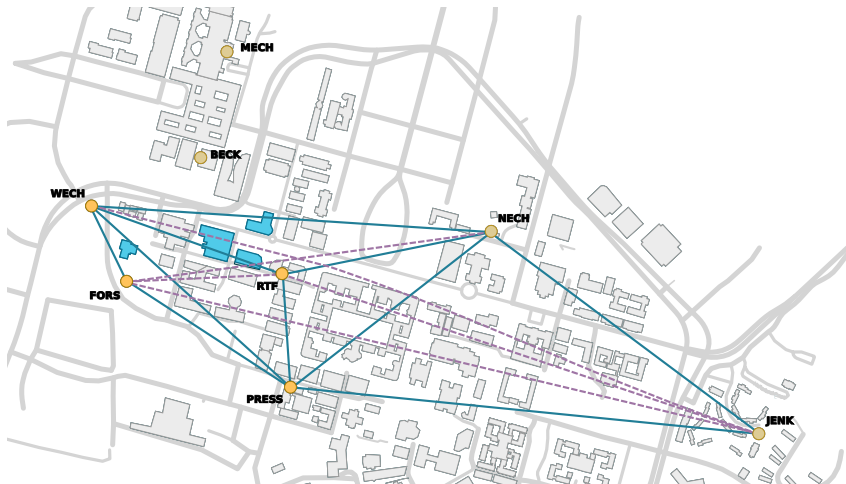 MECH
BECK
WECH
NECH
RTF
FORS
PRESS
JENK